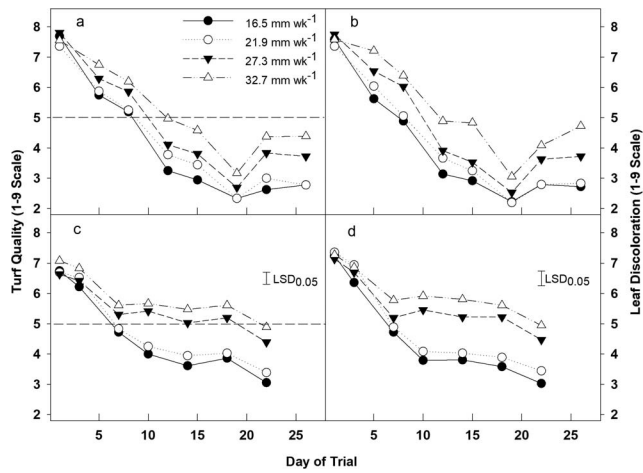 a
16.5 mm wk-1
21.9 mm wk-1
27.3 mm wk-1
32.7 mm wk-1
b
8
7
6
5
4
3
2
8
7
6
5
4
3
2
c
LSD0.05
d
LSD0.05
8
7
6
5
4
3
2
8
7
6
5
4
3
2
5 10 15 20 25 5 10 15 20 25
Turf Quality (1-9 Scale)
Leaf Discoloration (1-9 Scale)
Day of Trial